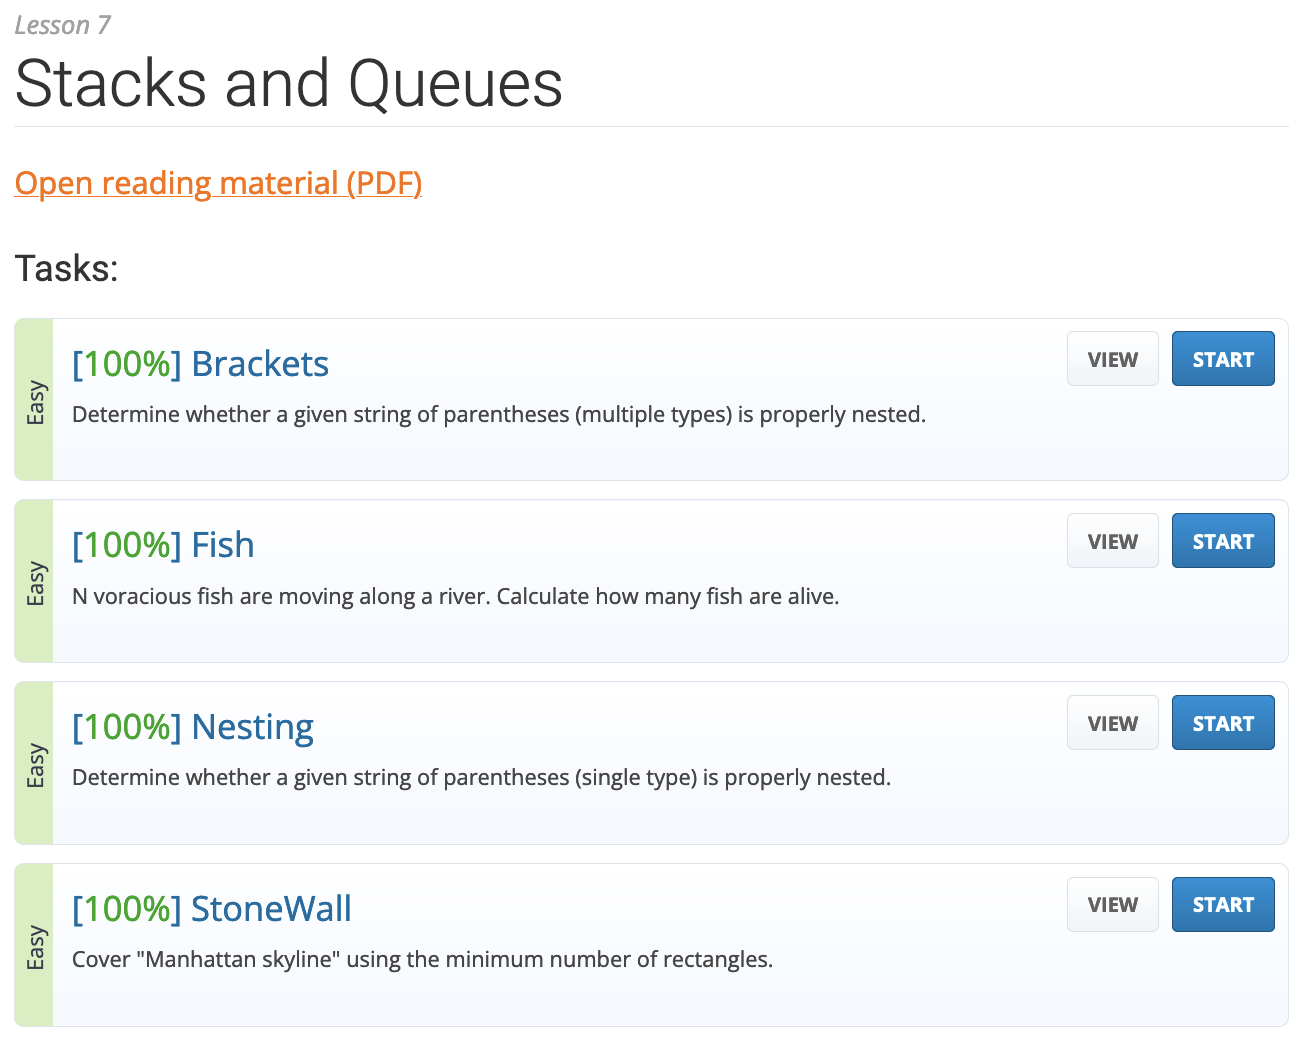 Lesson 7
Stacks and Queues
Open reading material (PDF)
Tasks:
Easy
[100%] Brackets
VIEW
START
Determine whether a given string of parentheses (multiple types) is properly nested.
Easy
[100%] Fish
VIEW
START
N voracious fish are moving along a river. Calculate how many fish are alive.
Easy
[100%] Nesting
VIEW
START
Determine whether a given string of parentheses (single type) is properly nested.
Easy
[100%] StoneWall
VIEW
START
Cover "Manhattan skyline" using the minimum number of rectangles.